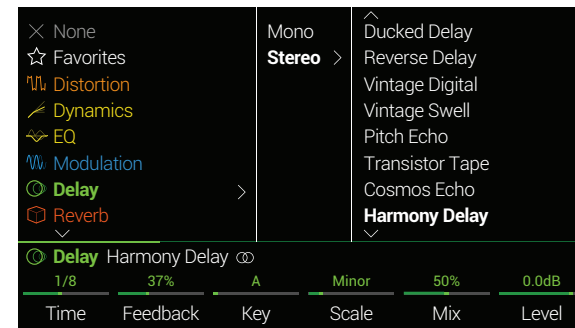 None
Favorites
Distortion
Dynamics
EQ
Modulation
Delay
Reverb
Mono
Stereo
Ducked Delay
Reverse Delay
Vintage Digital
Vintage Swell
Pitch Echo
Transistor Tape
Cosmos Echo
Harmony Delay
Delay Harmony Delay
1/8 37% A Minor 50% 0.0dB
Time Feedback Key Scale Mix Level